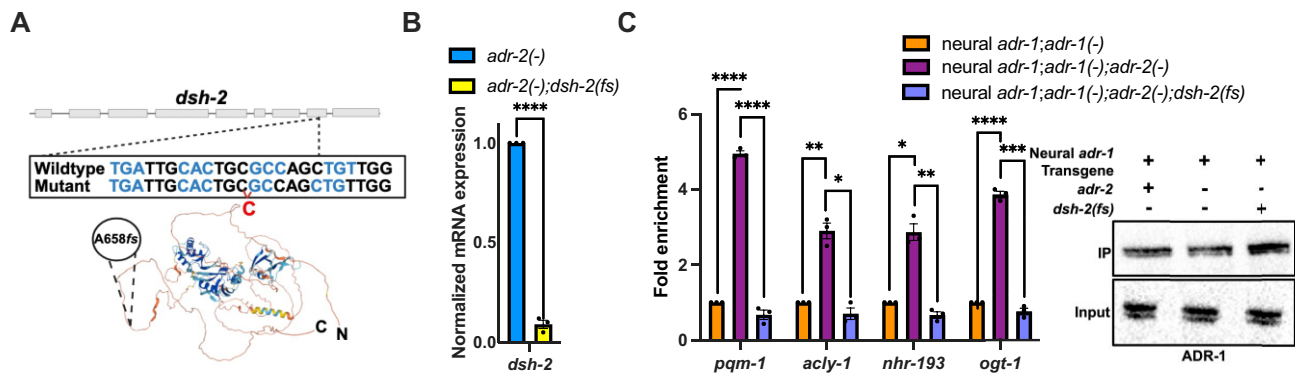 A
dsh-2
Wildtype TGATTGCACTGCGCCAGCTGTTGG
Mutant TGATTGCACTGCGCCAGCTGTTGG
C
A658fs
C
N
B
adr-2(-)
adr-2(-);dsh-2(fs)
Normalized mRNA expression
****
1.0
0.5
0.0
dsh-2
C
neural adr-1;adr-1(-)
neural adr-1;adr-1(-);adr-2(-)
neural adr-1;adr-1(-);adr-2(-);dsh-2(fs)
Fold enrichment
6
4
2
0
**** **** ** * * ** **** ***
pqm-1 acly-1 nhr-193 ogt-1
Neural adr-1 + + +
Transgene
adr-2 + - -
dsh-2(fs) - - +
IP
Input
ADR-1